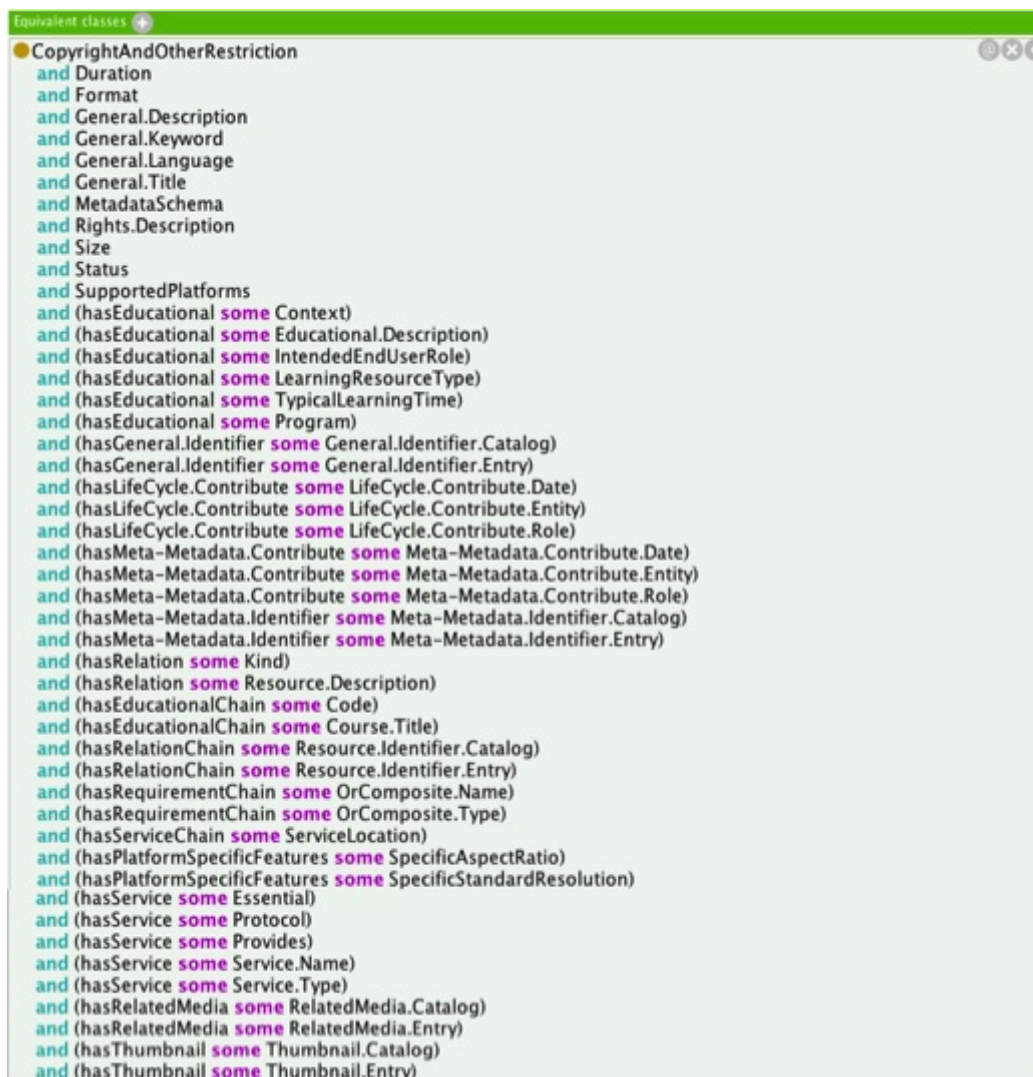 Equivalent classes
CopyrightAndOtherRestriction
and Duration
and Format
and General.Description
and General.Keyword
and General.Language
and General.Title
and MetadataSchema
and Rights.Description
and Size
and Status
and SupportedPlatforms
and (hasEducational some Context)
and (hasEducational some Educational.Description)
and (hasEducational some IntendedEndUserRole)
and (hasEducational some LearningResourceType)
and (hasEducational some TypicalLearningTime)
and (hasEducational some Program)
and (hasGeneral.Identifier some General.Identifier.Catalog)
and (hasGeneral.Identifier some General.Identifier.Entry)
and (hasLifeCycle.Contribute some LifeCycle.Contribute.Date)
and (hasLifeCycle.Contribute some LifeCycle.Contribute.Entity)
and (hasLifeCycle.Contribute some LifeCycle.Contribute.Role)
and (hasMeta-Metadata.Contribute some Meta-Metadata.Contribute.Date)
and (hasMeta-Metadata.Contribute some Meta-Metadata.Contribute.Entity)
and (hasMeta-Metadata.Contribute some Meta-Metadata.Contribute.Role)
and (hasMeta-Metadata.Identifier some Meta-Metadata.Identifier.Catalog)
and (hasMeta-Metadata.Identifier some Meta-Metadata.Identifier.Entry)
and (hasRelation some Kind)
and (hasRelation some Resource.Description)
and (hasEducationalChain some Code)
and (hasEducationalChain some Course.Title)
and (hasRelationChain some Resource.Identifier.Catalog)
and (hasRelationChain some Resource.Identifier.Entry)
and (hasRequirementChain some OrComposite.Name)
and (hasRequirementChain some OrComposite.Type)
and (hasServiceChain some ServiceLocation)
and (hasPlatformSpecificFeatures some SpecificAspectRatio)
and (hasPlatformSpecificFeatures some SpecificStandardResolution)
and (hasService some Essential)
and (hasService some Protocol)
and (hasService some Provides)
and (hasService some Service.Name)
and (hasService some Service.Type)
and (hasRelatedMedia some RelatedMedia.Catalog)
and (hasRelatedMedia some RelatedMedia.Entry)
and (hasThumbnail some Thumbnail.Catalog)
and (hasThumbnail some Thumbnail.Entry)